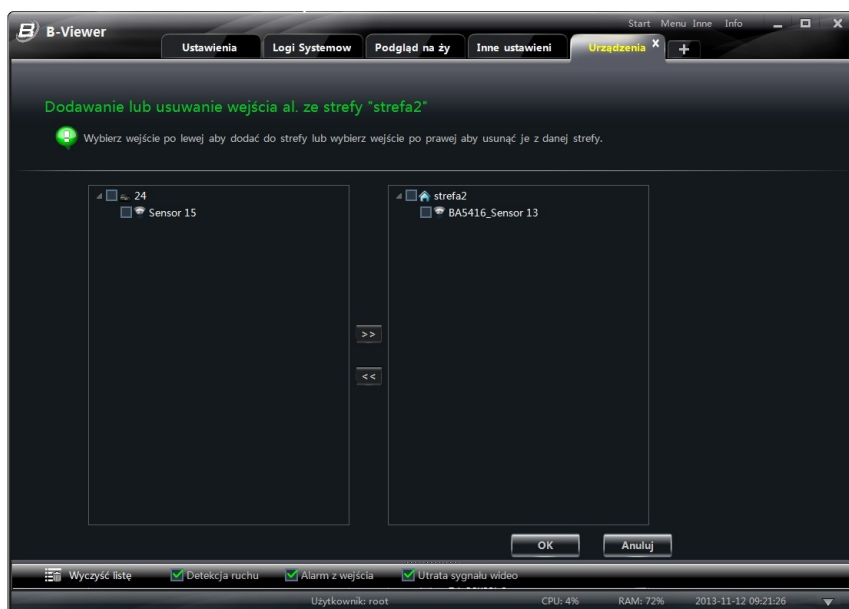 B-Viewer
Start Menu Inne Info
Ustawienia Logi Systemow Podgląd na ży Inne ustawieni Urządzenia X +
Dodawanie lub usuwanie wejścia al. ze strefy "strefa2"
Wybierz wejście po lewej aby dodać do strefy lub wybierz wejście po prawej aby usunąć je z danej strefy.
24
Sensor 15
strefa2
BA5416_Sensor 13
>>
<<
OK Anuluj
Wyczyść listę Detekcja ruchu Alarm z wejścia Utrata sygnału wideo
Użytkownik: root CPU: 4% RAM: 72% 2013-11-12 09:21:26